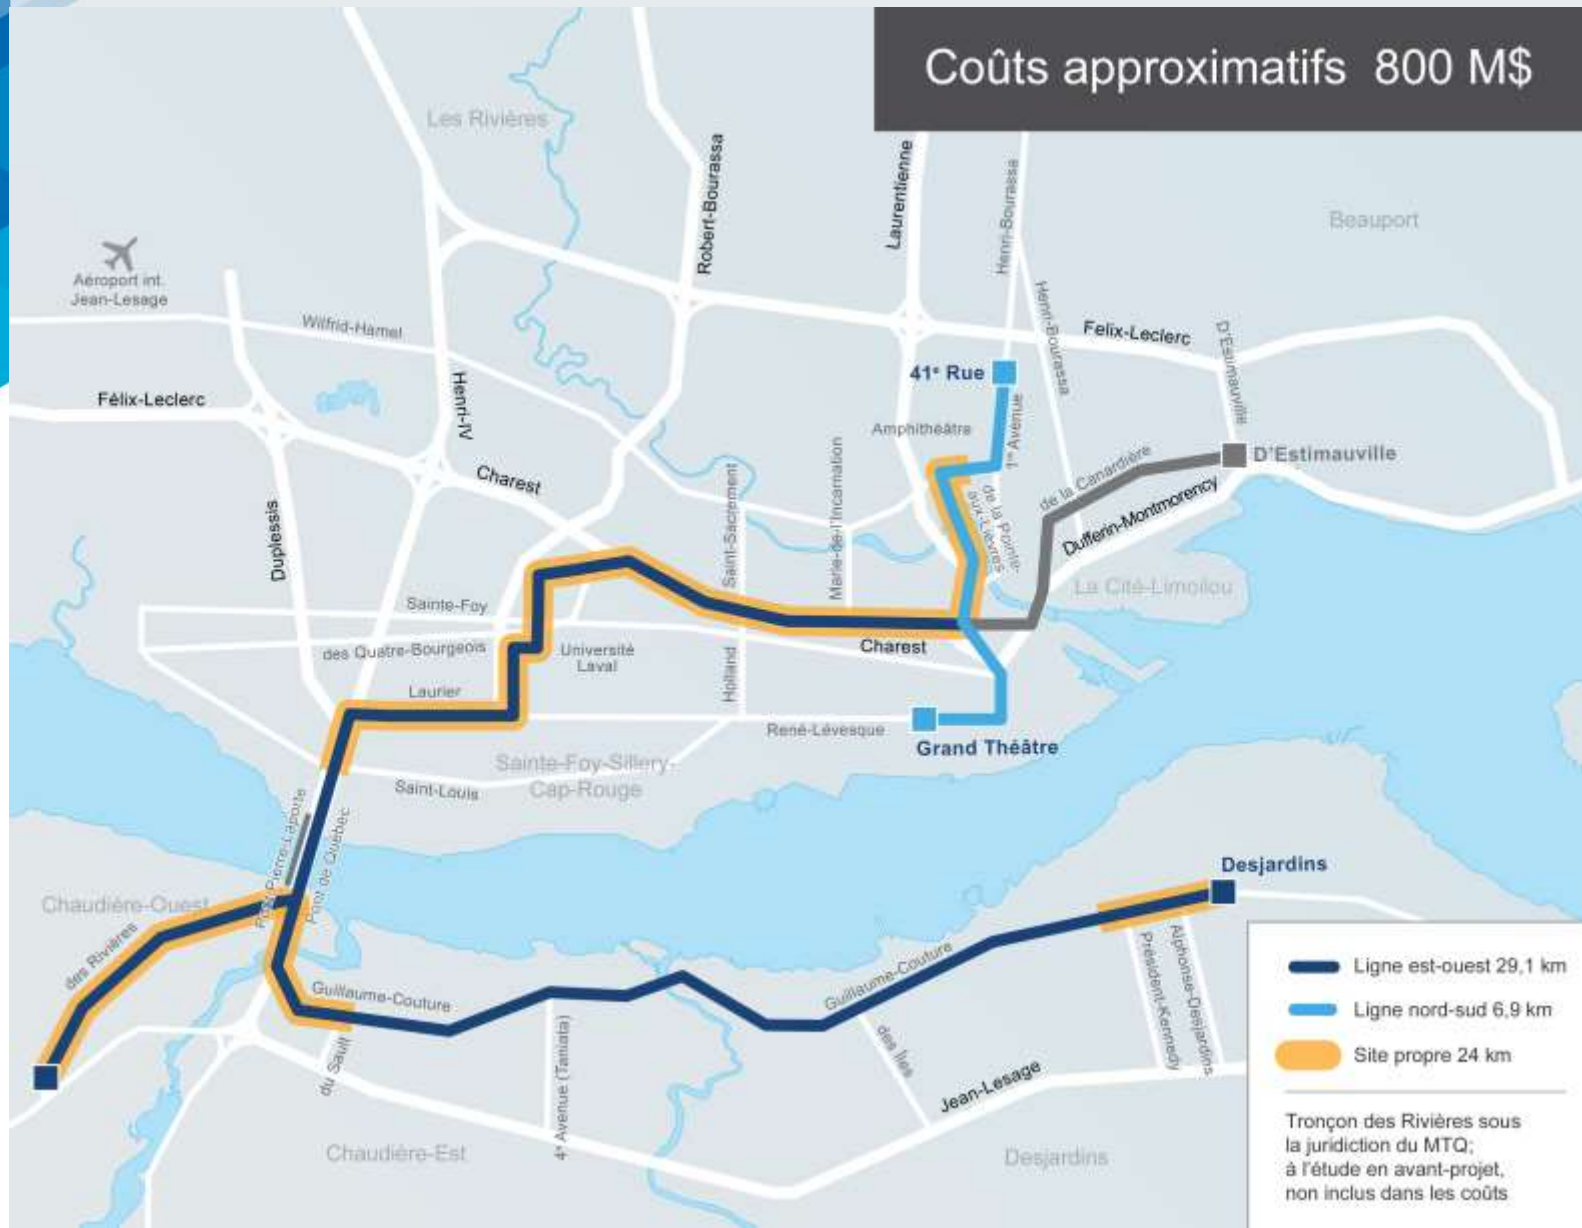 Coûts approximatifs 800 M$
Les Rivières
Robert-Bourassa
Laurentienne
Henri-Bourassa
Beauport
Aéroport int.
Jean-Lesage
Wilfrid-Hamel
Henri-Bourassa
Felix-Leclerc
D'Estimauville
Félix-Leclerc
Henri-IV
41e Rue
1re Avenue
Amphithéâtre
Charest
Duplessis
Saint-Sacrement
Marie-de-l'Incarnation
de la Pointe-
aux-Lièvres
de la Canardière
D'Estimauville
Dufferin-Montmorency
La Cité-Limoilou
Sainte-Foy
des Quatre-Bourgeois
Université
Laval
Holland
Charest
Laurier
René-Lévesque
Grand Théâtre
Sainte-Foy-Sillery-
Cap-Rouge
Saint-Louis
Pont Pierre-Laporte
Pont de Québec
Chaudière-Ouest
des Rivières
Desjardins
Guillaume-Couture
Guillaume-Couture
Président-Kennedy
Alphonse-Desjardins
du Sault
4e Avenue (Taniata)
des Îles
Jean-Lesage
Chaudière-Est
Desjardins
Ligne est-ouest 29,1 km
Ligne nord-sud 6,9 km
Site propre 24 km
Tronçon des Rivières sous
la juridiction du MTQ;
à l'étude en avant-projet,
non inclus dans les coûts